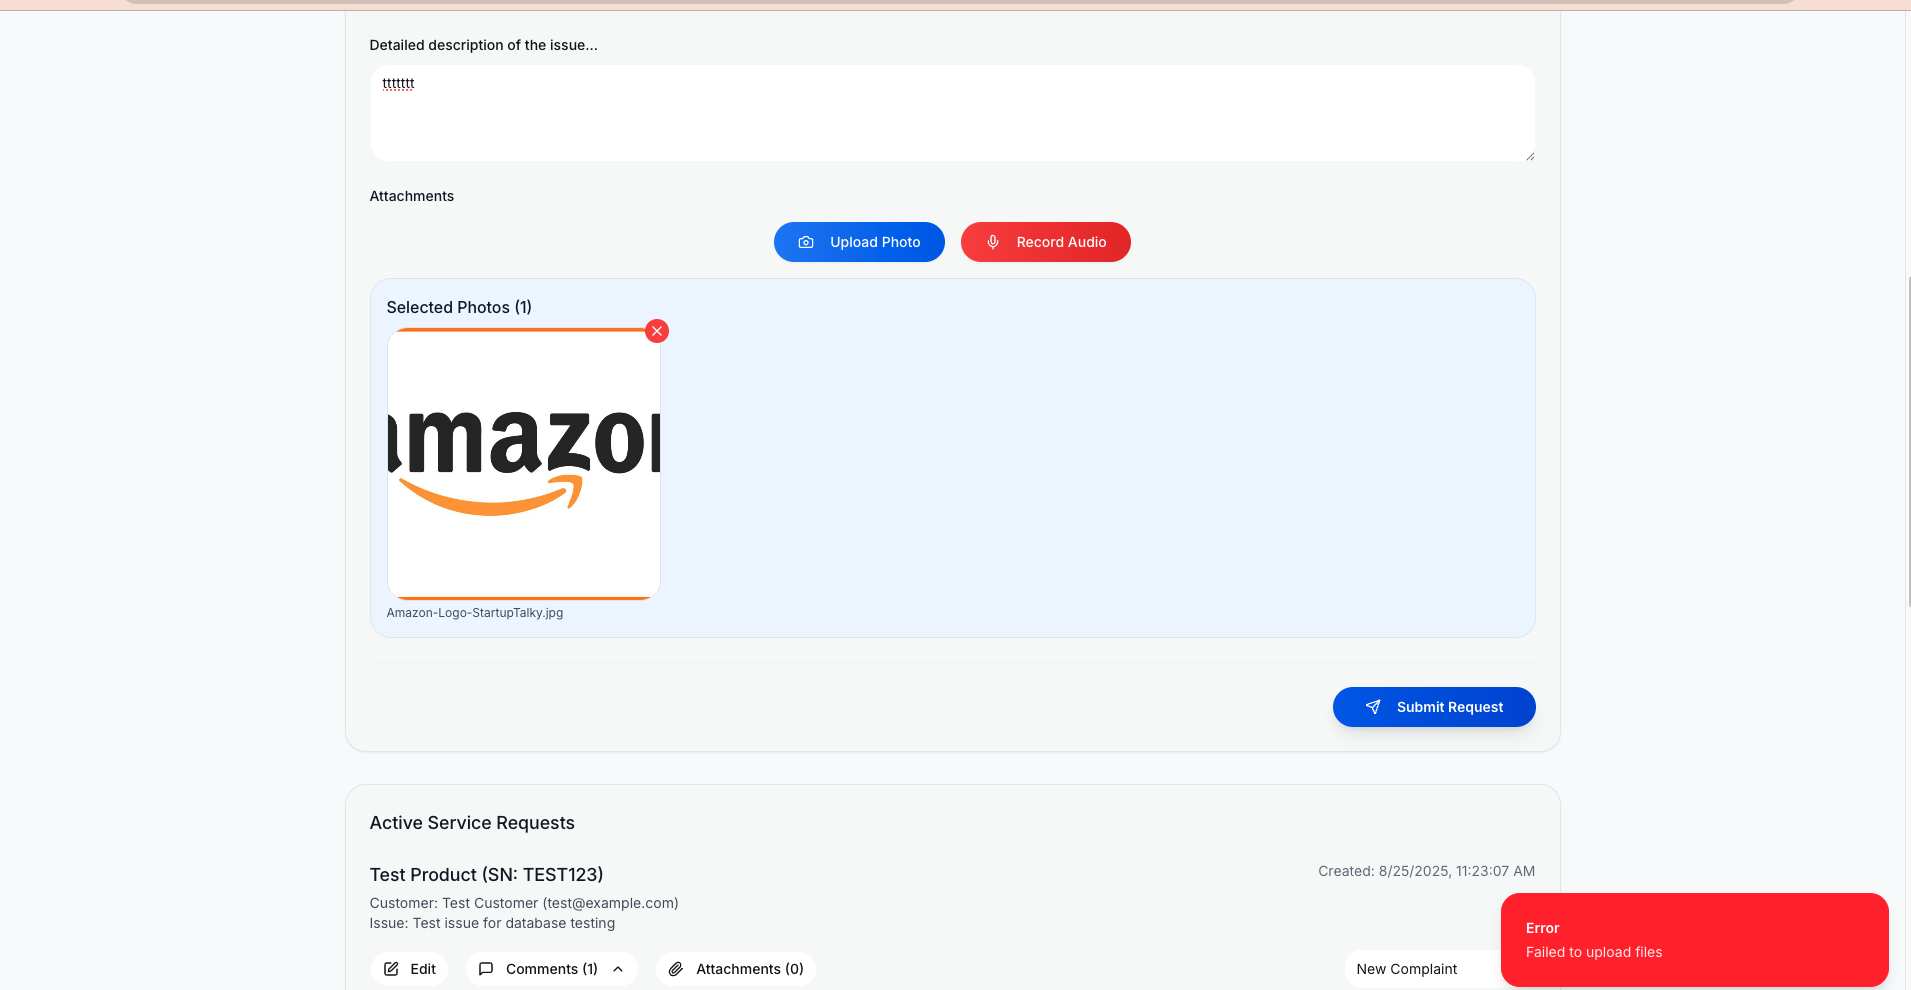 Detailed description of the issue...
ttttttt
Attachments
Upload Photo
Record Audio
Selected Photos (1)
amazon
Amazon-Logo-StartupTalky.jpg
Submit Request
Active Service Requests
Test Product (SN: TEST123)
Created: 8/25/2025, 11:23:07 AM
Customer: Test Customer (test@example.com)
Issue: Test issue for database testing
Error
Failed to upload files
Edit
Comments (1)
Attachments (0)
New Complaint